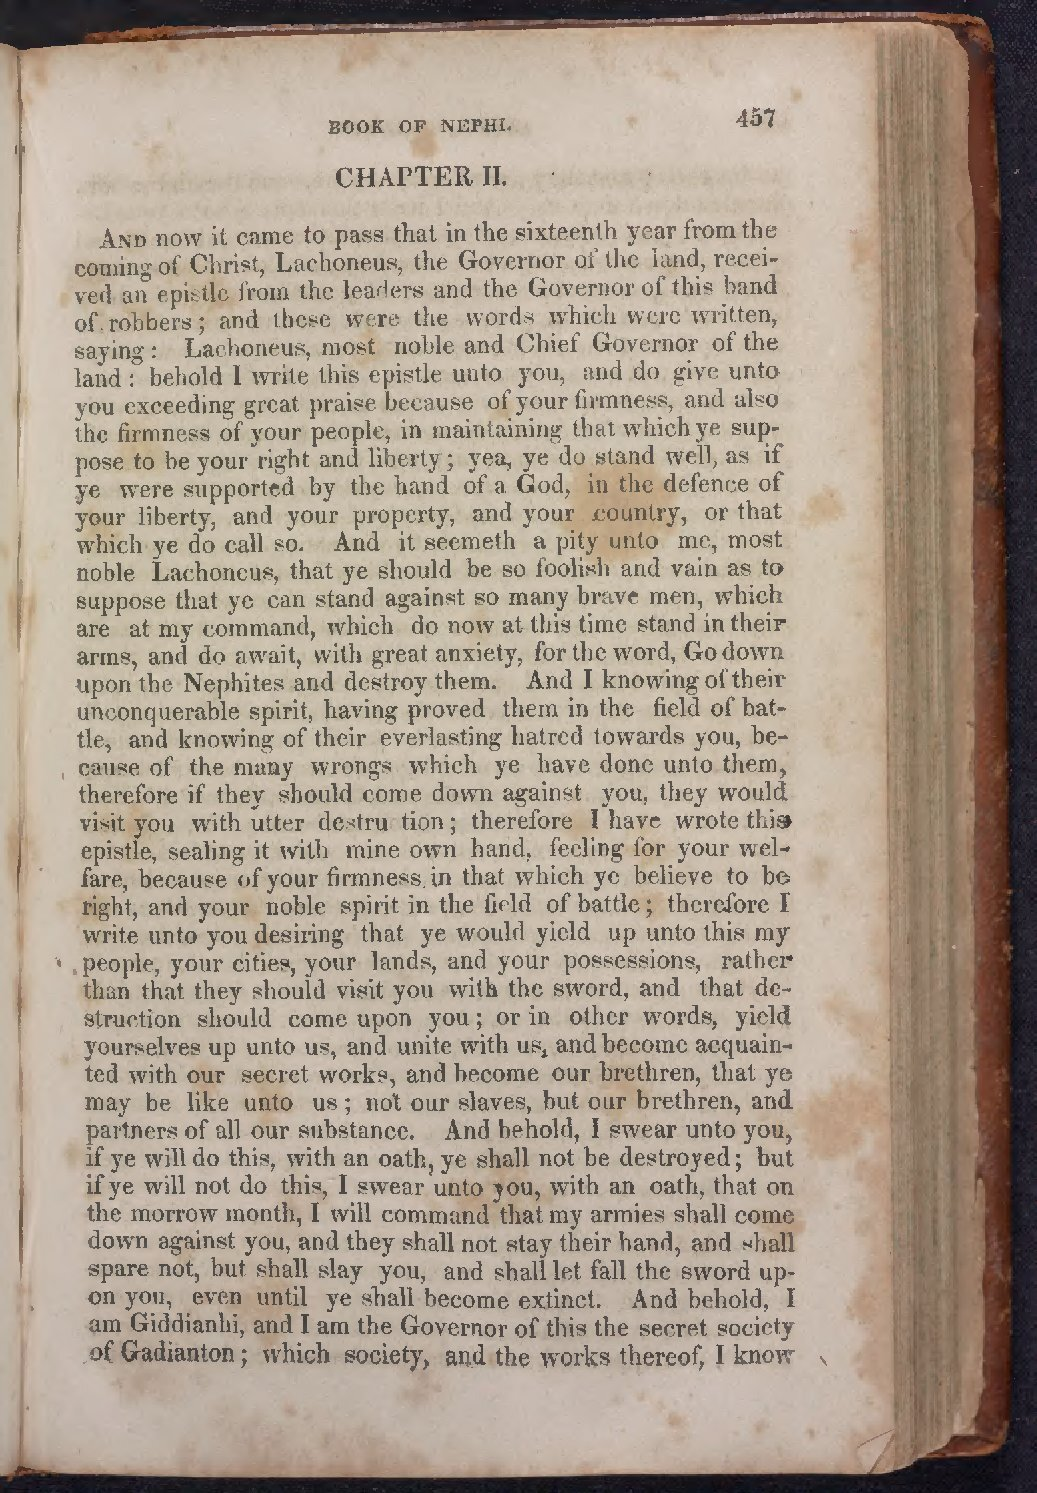 BOOK OF NEPHI. 457
CHAPTER II.
AND now it came to pass that in the sixteenth year from the
coming of Christ, Lachoneus, the Governor of the land, recei-
ved an epistle from the leaders and the Governor of this band
of robbers; and these were the words which were written,
saying: Lachoneus, most noble and Chief Governor of the
land: behold I write this epistle unto you, and do give unto
you exceeding great praise because of your firmness, and also
the firmness of your people, in maintaining that which ye sup-
pose to be your right and liberty; yea, ye do stand well, as if
ye were supported by the hand of a God, in the defence of
your liberty, and your property, and your country, or that
which ye do call so. And it seemeth a pity unto me, most
noble Lachoneus, that ye should be so foolish and vain as to
suppose that ye can stand against so many brave men, which
are at my command, which do now at this time stand in their
arms, and do await, with great anxiety, for the word, Go down
upon the Nephites and destroy them. And I knowing of their
unconquerable spirit, having proved them in the field of bat-
tle, and knowing of their everlasting hatred towards you, be-
cause of the many wrongs which ye have done unto them,
therefore if they should come down against you, they would
visit you with utter destru tion; therefore I have wrote this
epistle, sealing it with mine own hand, feeling for your wel-
fare, because of your firmness in that which ye believe to be
right, and your noble spirit in the field of battle; therefore I
write unto you desiring that ye would yield up unto this my
people, your cities, your lands, and your possessions, rather
than that they should visit you with the sword, and that de-
struction should come upon you; or in other words, yield
yourselves up unto us, and unite with us, and become acquain-
ted with our secret works, and become our brethren, that ye
may be like unto us; not our slaves, but our brethren, and
partners of all our substance. And behold, I swear unto you,
if ye will do this, with an oath, ye shall not be destroyed; but
if ye will not do this, I swear unto you, with an oath, that on
the morrow month, I will command that my armies shall come
down against you, and they shall not stay their hand, and shall
spare not, but shall slay you, and shall let fall the sword up-
on you, even until ye shall become extinct. And behold, I
am Giddianhi, and I am the Governor of this the secret society
of Gadianton; which society, and the works thereof, I know